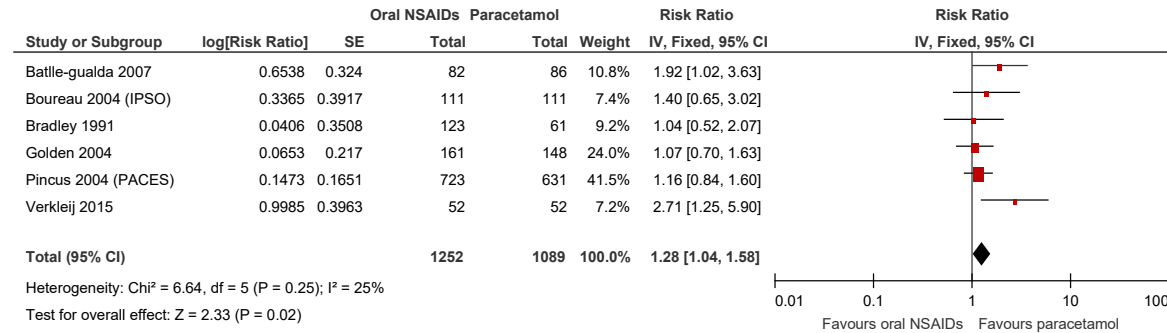 Oral NSAIDs Paracetamol Risk Ratio Risk Ratio
Study or Subgroup log[Risk Ratio] SE Total Total Weight IV, Fixed, 95% CI IV, Fixed, 95% CI
Batlle-gualda 2007 0.6538 0.324 82 86 10.8% 1.92 [1.02, 3.63]
Boureau 2004 (IPSO) 0.3365 0.3917 111 111 7.4% 1.40 [0.65, 3.02]
Bradley 1991 0.0406 0.3508 123 61 9.2% 1.04 [0.52, 2.07]
Golden 2004 0.0653 0.217 161 148 24.0% 1.07 [0.70, 1.63]
Pincus 2004 (PACES) 0.1473 0.1651 723 631 41.5% 1.16 [0.84, 1.60]
Verkleij 2015 0.9985 0.3963 52 52 7.2% 2.71 [1.25, 5.90]
Total (95% CI) 1252 1089 100.0% 1.28 [1.04, 1.58]
Heterogeneity: Chi² = 6.64, df = 5 (P = 0.25); I² = 25%
Test for overall effect: Z = 2.33 (P = 0.02)
0.01 0.1 1 10 100
Favours oral NSAIDs Favours paracetamol